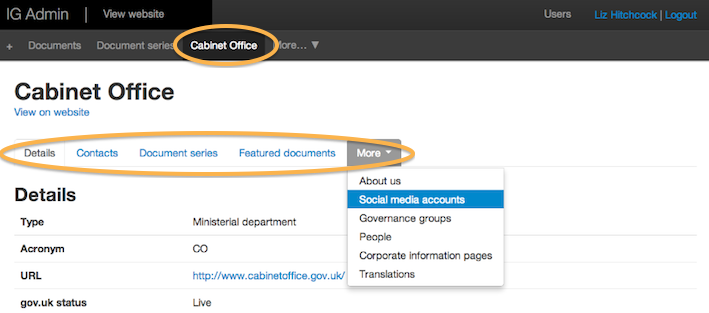 IG Admin View website Users Liz Hitchcock | Logout
+ Documents Document series Cabinet Office More... ▼
Cabinet Office
View on website
Details Contacts Document series Featured documents More
About us
Social media accounts
Governance groups
People
Corporate information pages
Translations
Details
Type Ministerial department
Acronym CO
URL http://www.cabinetoffice.gov.uk/
gov.uk status Live